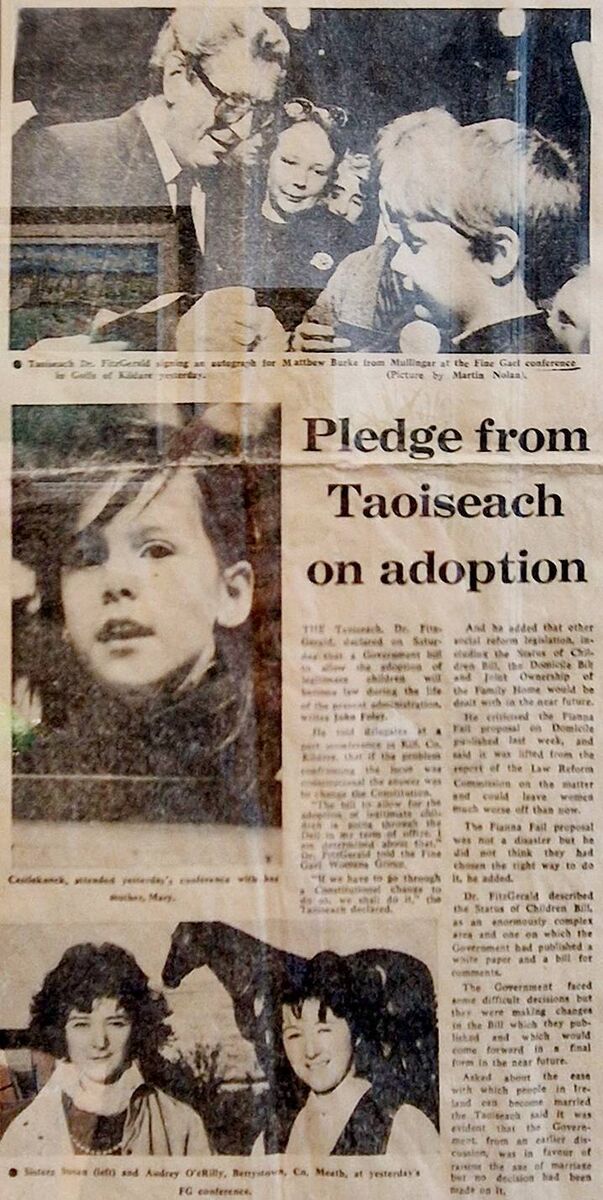 ● Taoiseach Dr. FitzGerald signing an autograph for Matthew Burke from Mullingar at the Fine Gael conference
in Goffs of Kildare yesterday. (Picture by Martin Nolan).
Pledge from
Taoiseach
on adoption
THE Taoiseach, Dr. Fitz-
Gerald, declared on Satur-
day that a Government bill
to allow the adoption of
legitimate children will
become law during the life
of the present administration,
writes John Foley.
He told delegates at a
conference in Kill, Co.
Kildare, that if the problem
confronting the issue was
constitutional the answer was
to change the Constitution.
"The bill to allow for the
adoption of legitimate chil-
dren is going through the
Dail in my term of office. I
am determined about that,"
Dr. FitzGerald told the Fine
Gael Womens Group.
"If we have to go through
a Constitutional change to
do so, we shall do it," the
Taoiseach declared.
And he added that other
social reform legislation, in-
cluding the Status of Chil-
dren Bill, the Domicile Bill
and Joint Ownership of
the Family Home would be
dealt with in the near future.
He criticised the Fianna
Fail proposal on Domicile
published last week, and
said it was lifted from the
report of the Law Reform
Commission on the matter
and could leave women
much worse off than now.
The Fianna Fail proposal
was not a disaster but he
did not think they had
chosen the right way to do
it, he added.
Dr. FitzGerald described
the Status of Children Bill,
as an enormously complex
area and one on which the
Government had published a
white paper and a bill for
comments.
The Government faced
some difficult decisions but
they were making changes
in the Bill which they pub-
lished and which would
come forward in a final
form in the near future.
Asked about the ease
with which people in Ire-
land can become married
the Taoiseach said it was
evident that the Govern-
ment, from an earlier dis-
cussion, was in favour of
raising the age of marriage
but no decision had been
made on it.
Castleknock, attended yesterday's, conference with her
mother, Mary.
● Sisters Susan (left) and Audrey O'eRilly, Berrystown, Co. Meath, at yesterday's
FG conference.